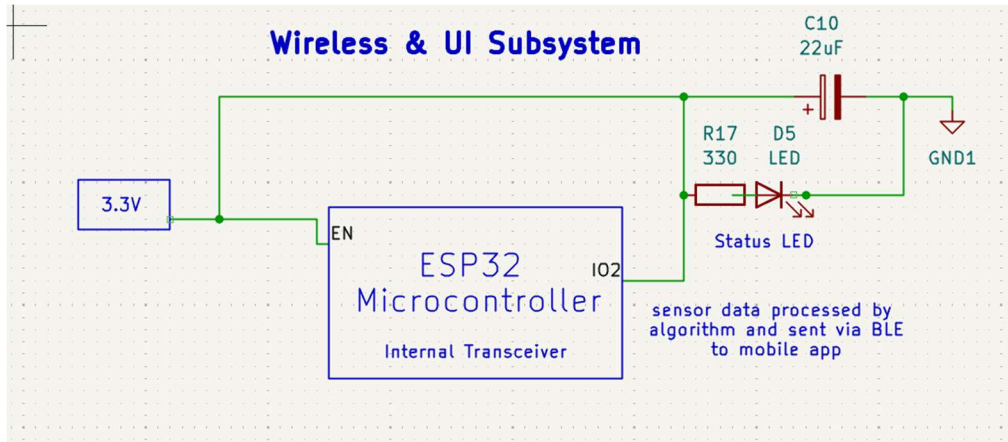 Wireless & UI Subsystem
C10
22uF
+
R17
330
D5
LED
GND1
3.3V
EN
Status LED
ESP32
Microcontroller
IO2
Internal Transceiver
sensor data processed by
algorithm and sent via BLE
to mobile app